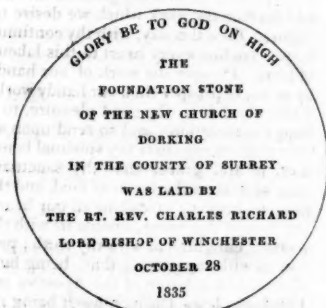 GLORY BE TO GOD ON HIGH
THE
FOUNDATION STONE
OF THE NEW CHURCH OF
DORKING
IN THE COUNTY OF SURREY
WAS LAID BY
THE RT. REV. CHARLES RICHARD
LORD BISHOP OF WINCHESTER
OCTOBER 28
1835